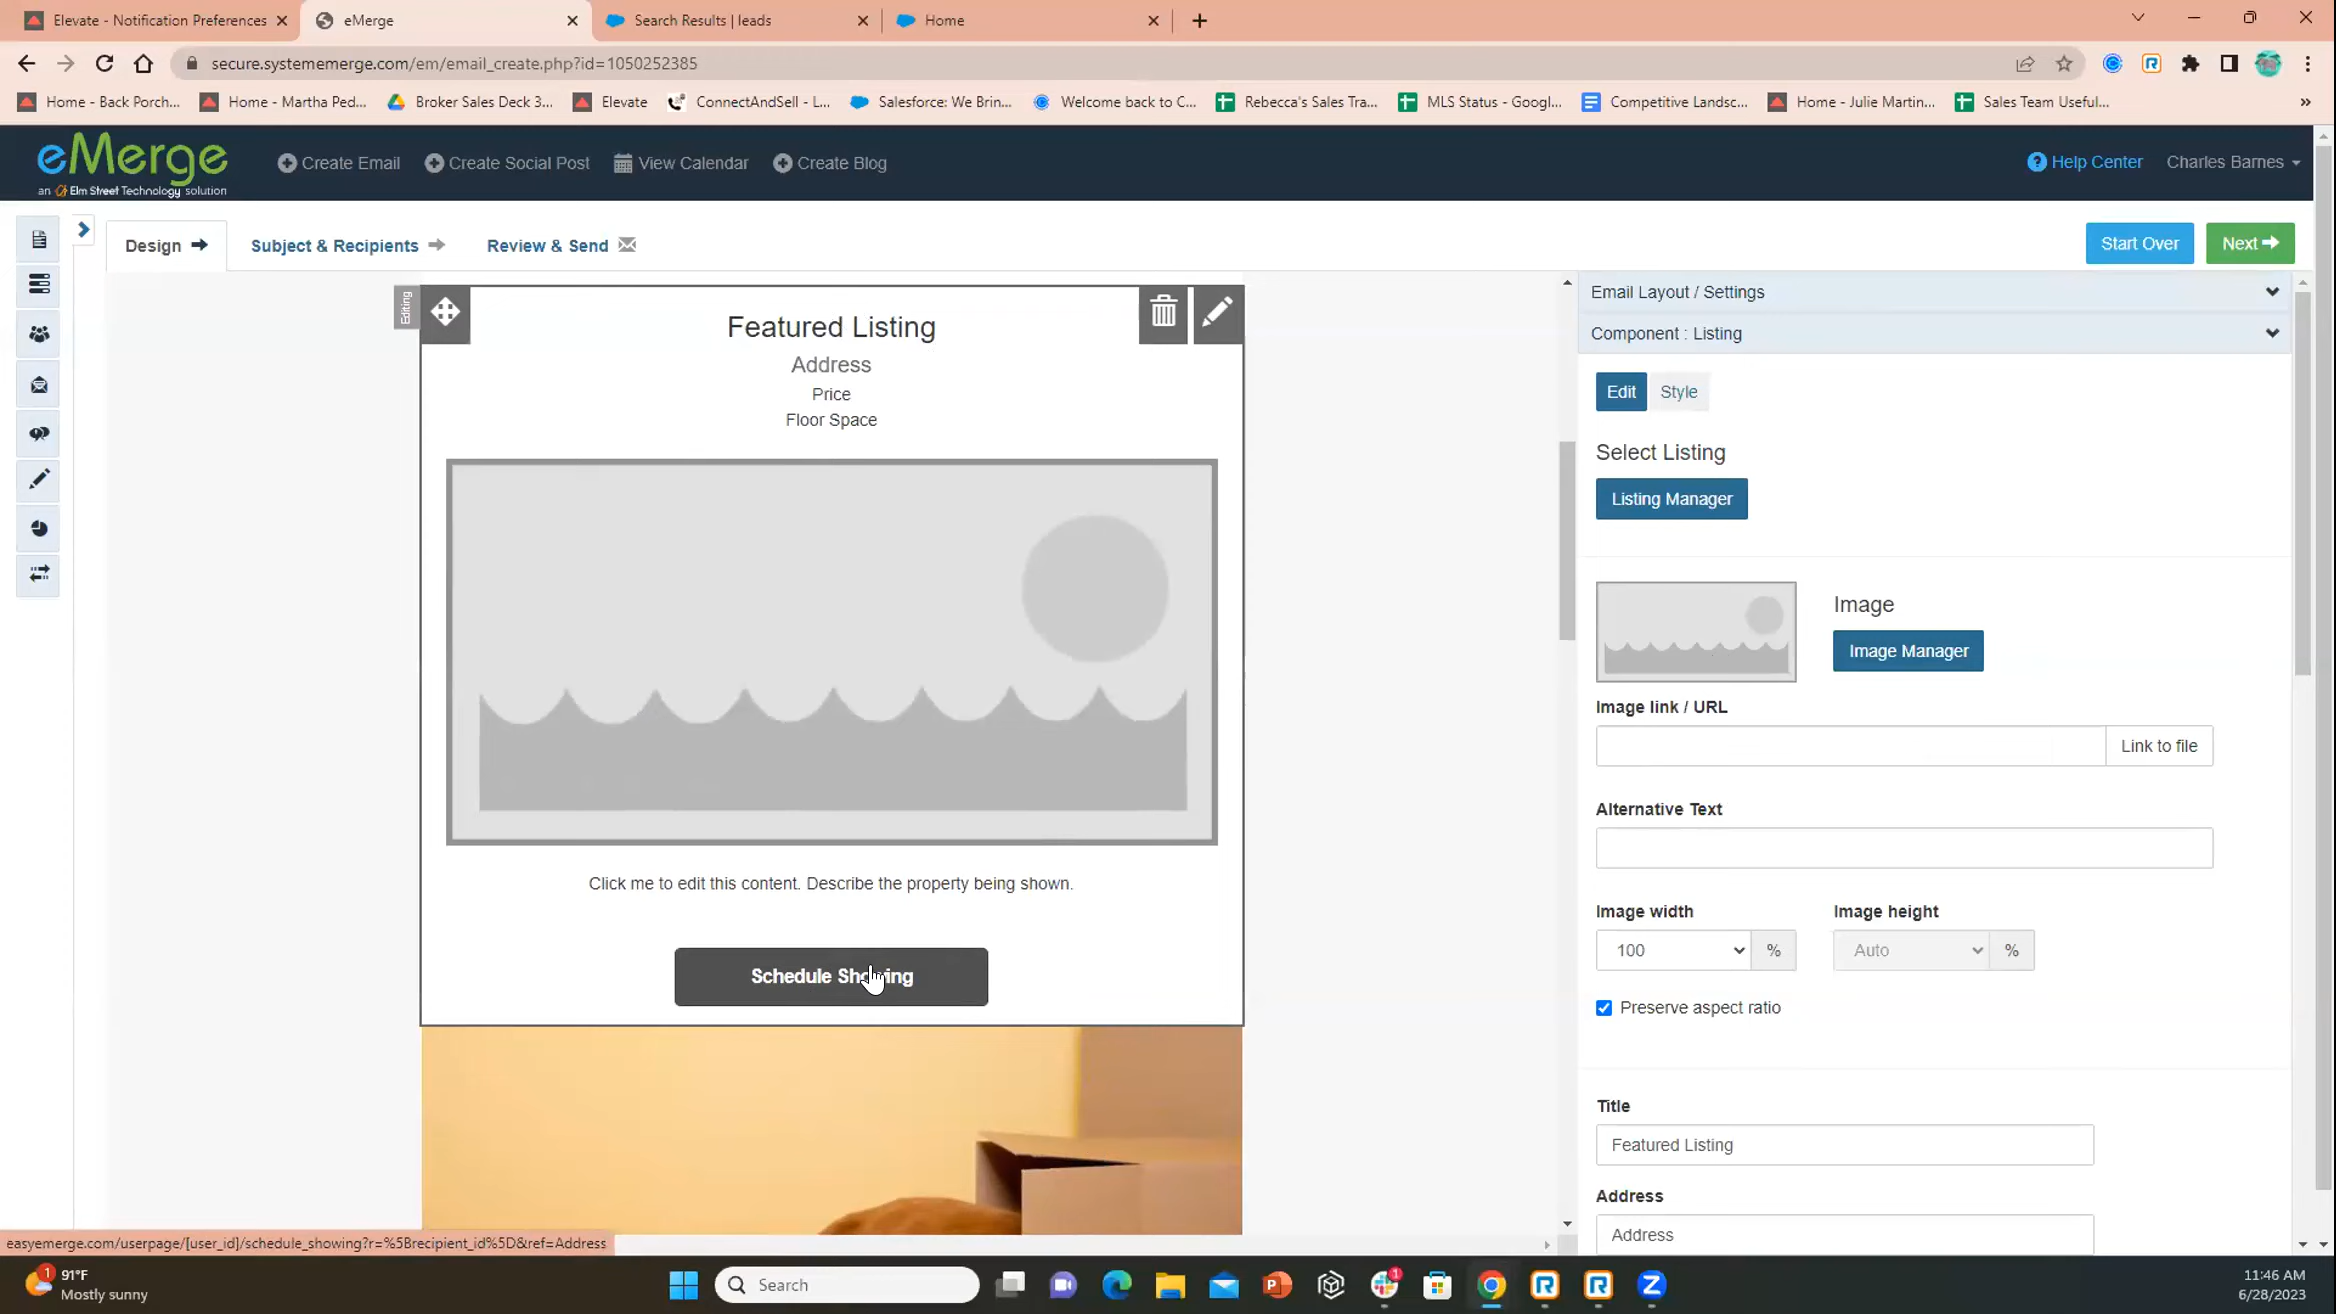 Elevate - Notification Preferences
eMerge
Search Results | leads
Home
secure.systememerge.com/em/email_create.php?id=1050252385
Home - Back Porch...
Home - Martha Ped...
Broker Sales Deck 3...
Elevate
ConnectAndSell - L...
Salesforce: We Brin...
Welcome back to C...
Rebecca's Sales Tra...
MLS Status - Googl...
Competitive Landsc...
Home - Julie Martin...
Sales Team Useful...
eMerge
an Elm Street Technology solution
Create Email
Create Social Post
View Calendar
Create Blog
Help Center
Charles Barnes
Design
Subject & Recipients
Review & Send
Start Over
Next
Editing
Featured Listing
Address
Price
Floor Space
Click me to edit this content. Describe the property being shown.
Schedule Showing
Email Layout / Settings
Component : Listing
Edit
Style
Select Listing
Listing Manager
Image
Image Manager
Image link / URL
Link to file
Alternative Text
Image width
Image height
100
%
Auto
%
Preserve aspect ratio
Title
Featured Listing
Address
Address
easyemerge.com/userpage/[user_id]/schedule_showing?r=%5Brecipient_id%5D&ref=Address
1
91°F
Mostly sunny
Search
1
11:46 AM
6/28/2023